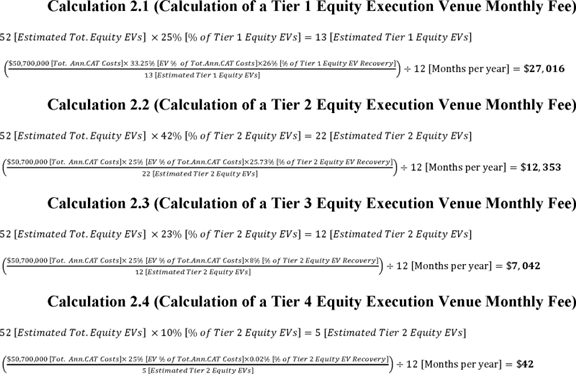 Calculation 2.1 (Calculation of a Tier 1 Equity Execution Venue Monthly Fee)
52 [Estimated Tot. Equity EVs] × 25% [% of Tier 1 Equity EVs] = 13 [Estimated Tier 1 Equity EVs]
($50,700,000 [Tot. Ann.CAT Costs]× 33.25% [EV % of Tot.Ann.CAT Costs]×26% [% of Tier 1 Equity EV Recovery] / 13 [Estimated Tier 1 Equity EVs]) ÷ 12 [Months per year] = $27,016
Calculation 2.2 (Calculation of a Tier 2 Equity Execution Venue Monthly Fee)
52 [Estimated Tot. Equity EVs] × 42% [% of Tier 2 Equity EVs] = 22 [Estimated Tier 2 Equity EVs]
($50,700,000 [Tot. Ann.CAT Costs]× 25% [EV % of Tot.Ann.CAT Costs]×25.73% [% of Tier 2 Equity EV Recovery] / 22 [Estimated Tier 2 Equity EVs]) ÷ 12 [Months per year] = $12,353
Calculation 2.3 (Calculation of a Tier 3 Equity Execution Venue Monthly Fee)
52 [Estimated Tot. Equity EVs] × 23% [% of Tier 2 Equity EVs] = 12 [Estimated Tier 2 Equity EVs]
($50,700,000 [Tot. Ann.CAT Costs]× 25% [EV % of Tot.Ann.CAT Costs]×8% [% of Tier 2 Equity EV Recovery] / 12 [Estimated Tier 2 Equity EVs]) ÷ 12 [Months per year] = $7,042
Calculation 2.4 (Calculation of a Tier 4 Equity Execution Venue Monthly Fee)
52 [Estimated Tot. Equity EVs] × 10% [% of Tier 2 Equity EVs] = 5 [Estimated Tier 2 Equity EVs]
($50,700,000 [Tot. Ann.CAT Costs]× 25% [EV % of Tot.Ann.CAT Costs]×0.02% [% of Tier 2 Equity EV Recovery] / 5 [Estimated Tier 2 Equity EVs]) ÷ 12 [Months per year] = $42